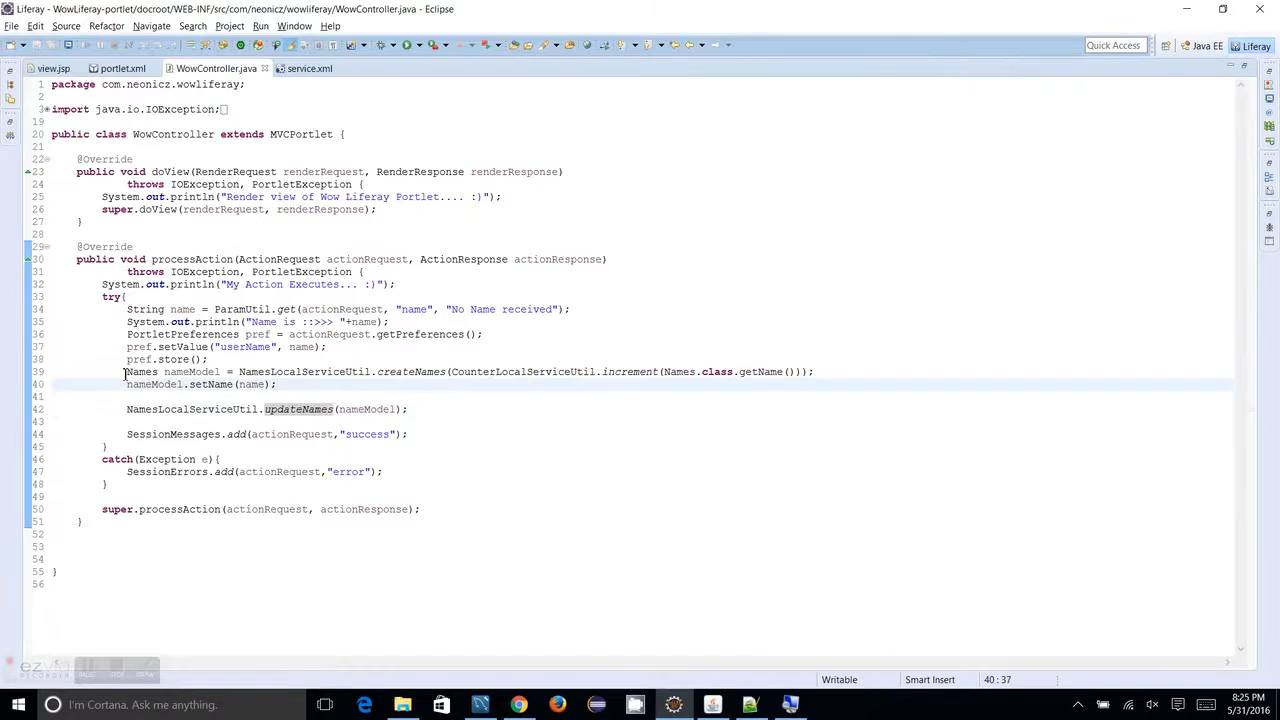 Liferay - WowLiferay-portlet/docroot/WEB-INF/src/com/neonicz/wowliferay/WowController.java - Eclipse
File Edit Source Refactor Navigate Search Project Run Window Help
Quick Access Java EE Liferay
view.jsp portlet.xml WowController.java service.xml
1 package com.neonicz.wowliferay;
2
3 import java.io.IOException;
19
20 public class WowController extends MVCPortlet {
21
22 @Override
23 public void doView(RenderRequest renderRequest, RenderResponse renderResponse)
24 throws IOException, PortletException {
25 System.out.println("Render view of Wow Liferay Portlet.... :)");
26 super.doView(renderRequest, renderResponse);
27 }
28
29 @Override
30 public void processAction(ActionRequest actionRequest, ActionResponse actionResponse)
31 throws IOException, PortletException {
32 System.out.println("My Action Executes... :)");
33 try{
34 String name = ParamUtil.get(actionRequest, "name", "No Name received");
35 System.out.println("Name is ::>>> "+name);
36 PortletPreferences pref = actionRequest.getPreferences();
37 pref.setValue("userName", name);
38 pref.store();
39 Names nameModel = NamesLocalServiceUtil.createNames(CounterLocalServiceUtil.increment(Names.class.getName()));
40 nameModel.setName(name);
41
42 NamesLocalServiceUtil.updateNames(nameModel);
43
44 SessionMessages.add(actionRequest,"success");
45 }
46 catch(Exception e){
47 SessionErrors.add(actionRequest,"error");
48 }
49
50 super.processAction(actionRequest, actionResponse);
51 }
52
53
54
55 }
56
ezvid
RECORDER PAUSE STOP DRAW
Writable Smart Insert 40 : 37
I'm Cortana. Ask me anything.
8:25 PM
5/31/2016